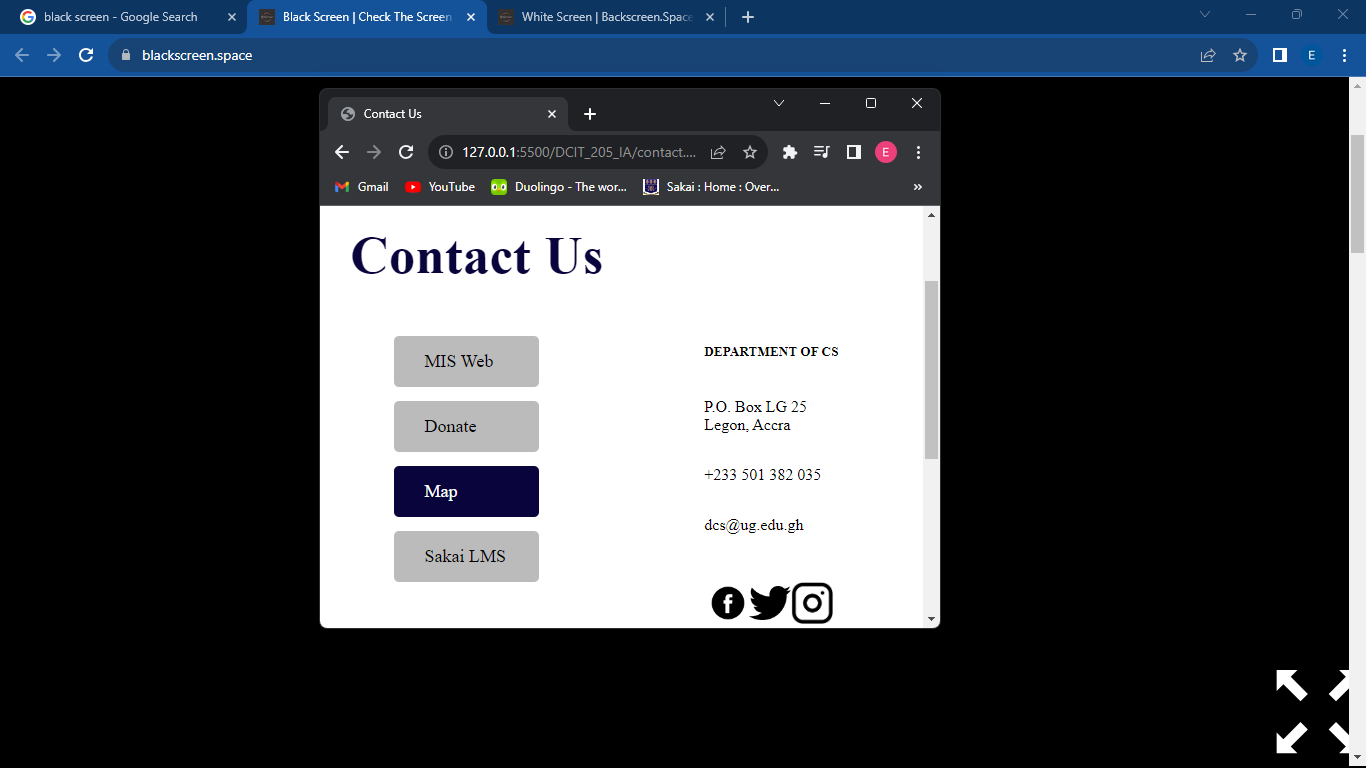 black screen - Google Search
Black Screen | Check The Screen
White Screen | Backscreen.Space
blackscreen.space
E
Contact Us
127.0.0.1:5500/DCIT_205_IA/contact....
E
Gmail
YouTube
Duolingo - The wor...
Sakai : Home : Over...
»
Contact Us
MIS Web
Donate
Map
Sakai LMS
DEPARTMENT OF CS
P.O. Box LG 25
Legon, Accra
+233 501 382 035
dcs@ug.edu.gh